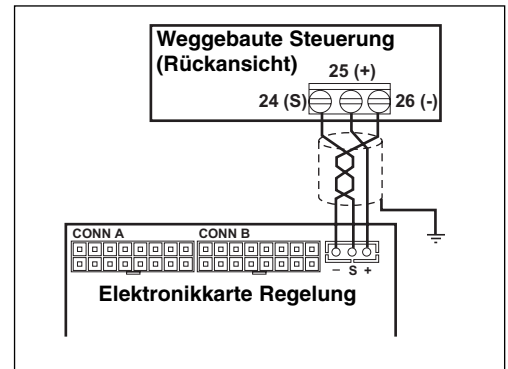 Weggebaute Steuerung
(Rückansicht)
25 (+)
24 (S)
26 (-)
CONN A
CONN B
− S +
Elektronikkarte Regelung